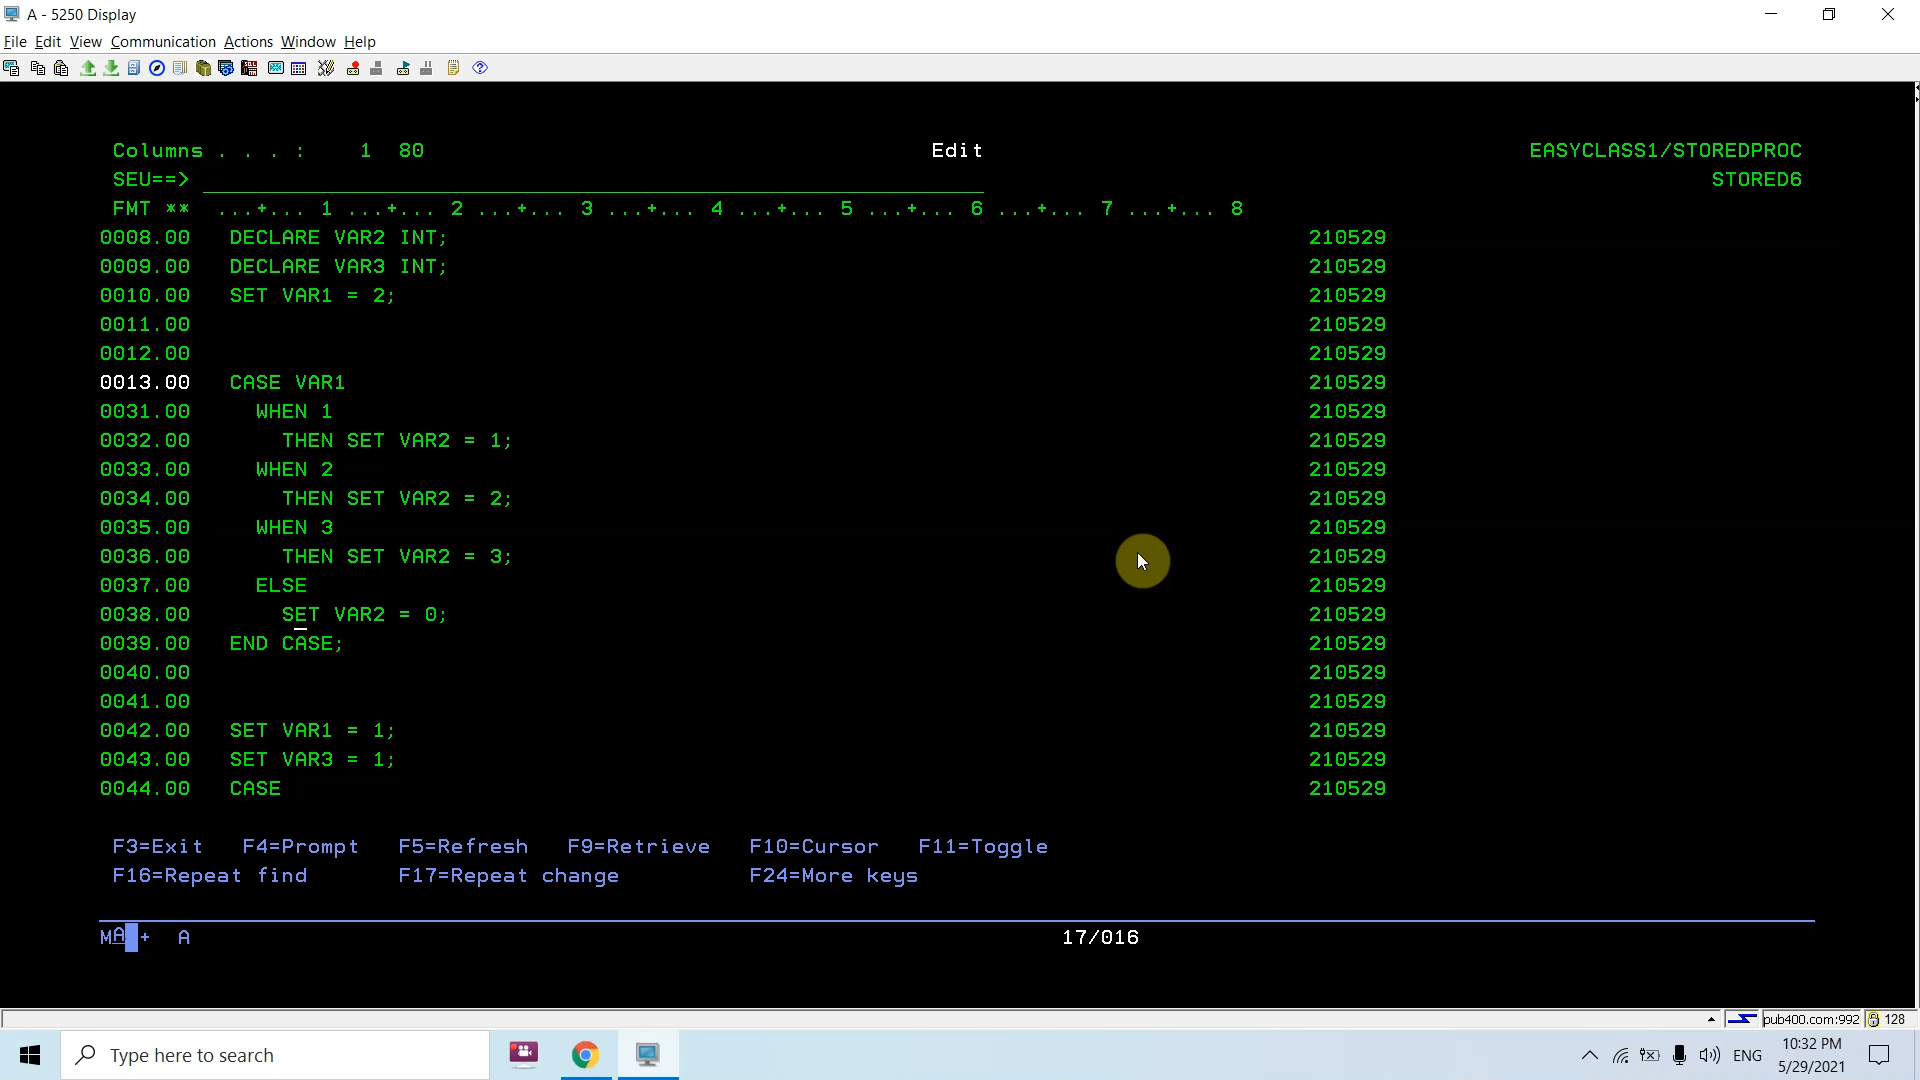 A - 5250 Display
File Edit View Communication Actions Window Help
Columns . . . : 1 80 Edit EASYCLASS1/STOREDPROC
SEU==> STORED6
FMT ** ...+... 1 ...+... 2 ...+... 3 ...+... 4 ...+... 5 ...+... 6 ...+... 7 ...+... 8
0008.00 DECLARE VAR2 INT; 210529
0009.00 DECLARE VAR3 INT; 210529
0010.00 SET VAR1 = 2; 210529
0011.00 210529
0012.00 210529
0013.00 CASE VAR1 210529
0031.00 WHEN 1 210529
0032.00 THEN SET VAR2 = 1; 210529
0033.00 WHEN 2 210529
0034.00 THEN SET VAR2 = 2; 210529
0035.00 WHEN 3 210529
0036.00 THEN SET VAR2 = 3; 210529
0037.00 ELSE 210529
0038.00 SET VAR2 = 0; 210529
0039.00 END CASE; 210529
0040.00 210529
0041.00 210529
0042.00 SET VAR1 = 1; 210529
0043.00 SET VAR3 = 1; 210529
0044.00 CASE 210529
F3=Exit F4=Prompt F5=Refresh F9=Retrieve F10=Cursor F11=Toggle
F16=Repeat find F17=Repeat change F24=More keys
MA + A 17/016
pub400.com:992 128
Type here to search ENG 10:32 PM
5/29/2021